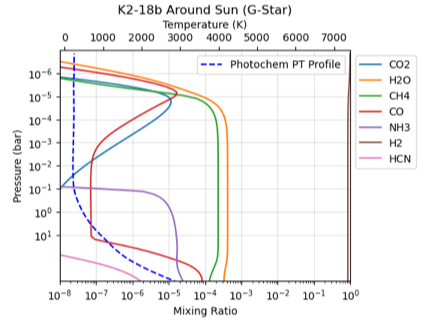 K2-18b Around Sun (G-Star)
Temperature (K)
0 1000 2000 3000 4000 5000 6000 7000
Photochem PT Profile
CO2
H2O
CH4
CO
NH3
H2
HCN
Pressure (bar)
10⁻⁶
10⁻⁵
10⁻⁴
10⁻³
10⁻²
10⁻¹
10⁰
10¹
10⁻⁸ 10⁻⁷ 10⁻⁶ 10⁻⁵ 10⁻⁴ 10⁻³ 10⁻² 10⁻¹ 10⁰
Mixing Ratio